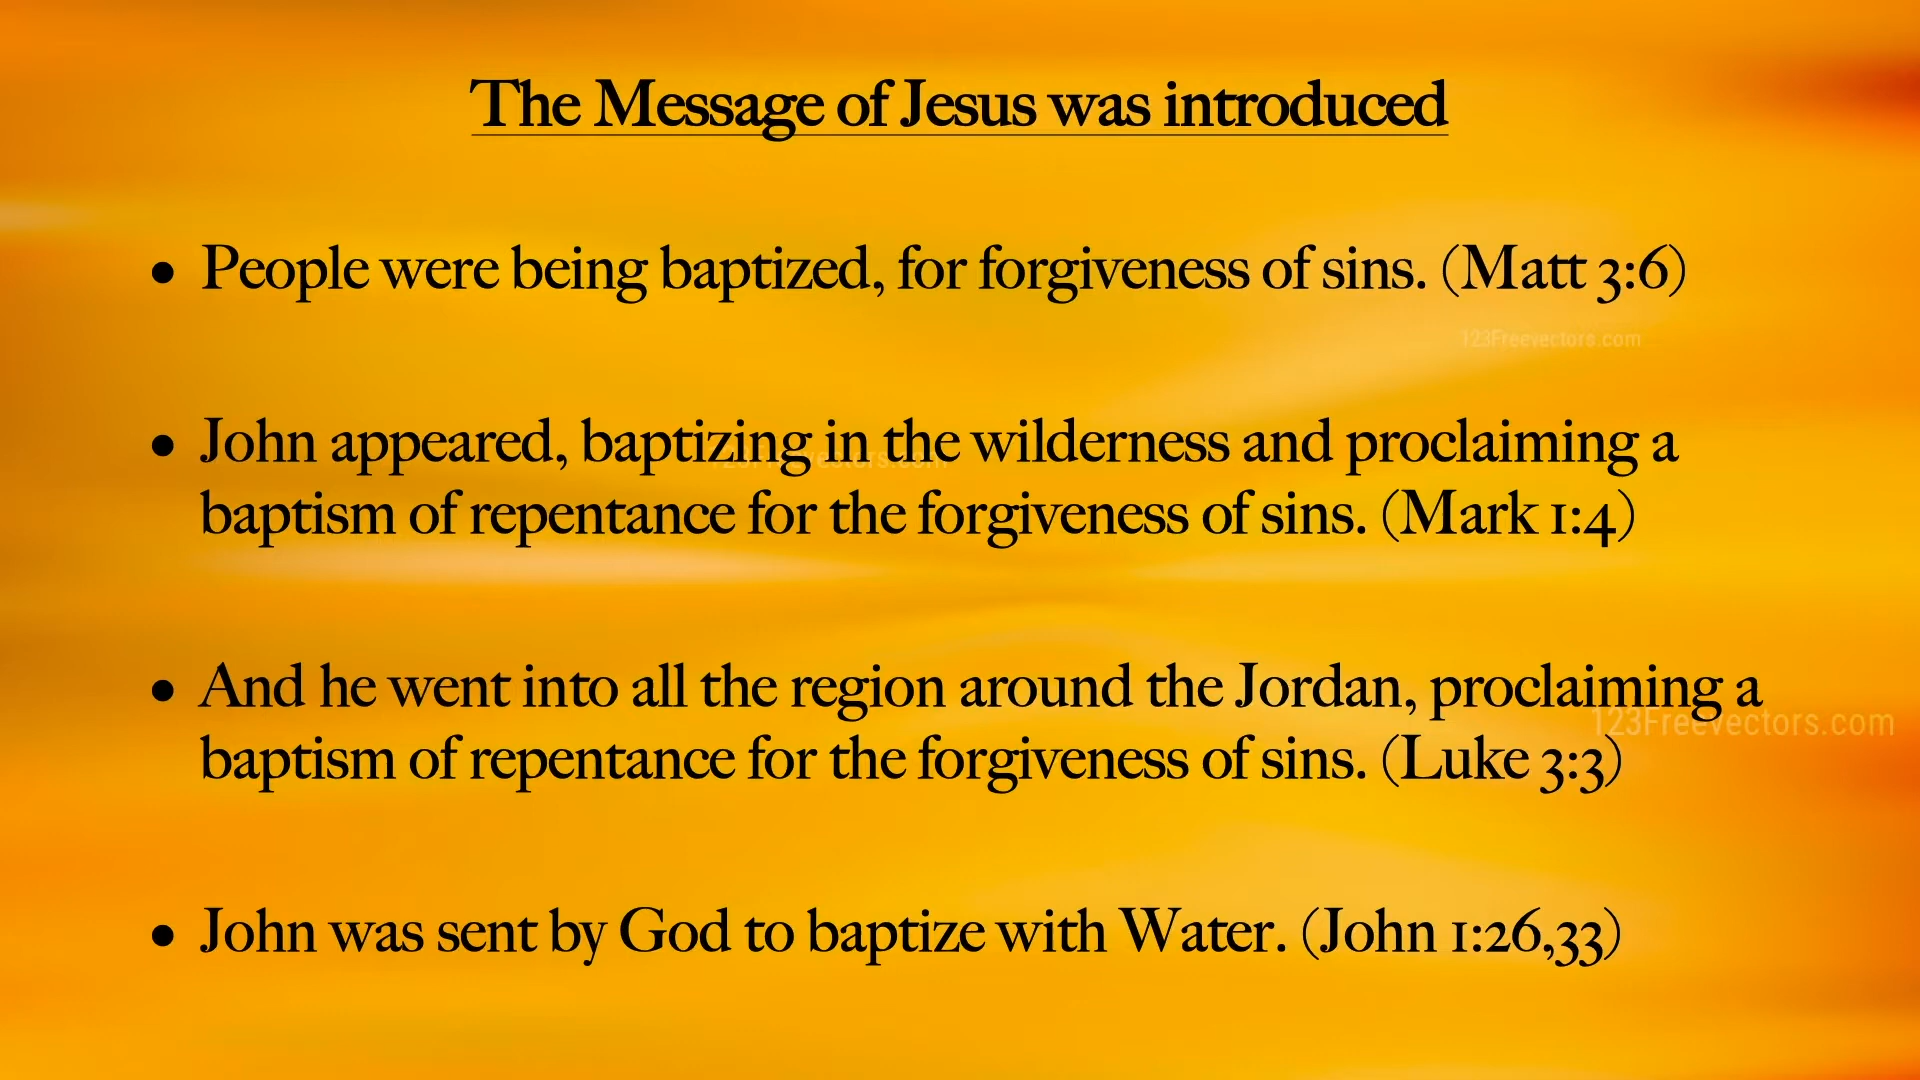 The Message of Jesus was introduced
• People were being baptized, for forgiveness of sins. (Matt 3:6)
123Freevectors.com
• John appeared, baptizing in the wilderness and proclaiming a
123Freevectors.com
baptism of repentance for the forgiveness of sins. (Mark 1:4)
• And he went into all the region around the Jordan, proclaiming a
123Freevectors.com
baptism of repentance for the forgiveness of sins. (Luke 3:3)
• John was sent by God to baptize with Water. (John 1:26,33)